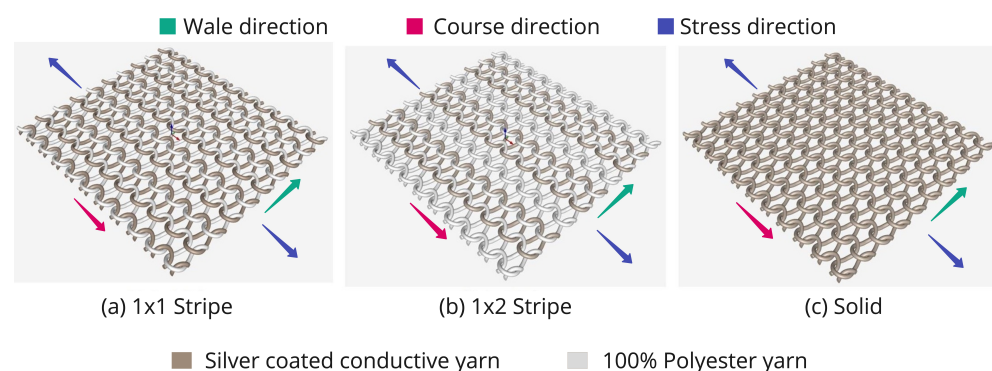 Wale direction Course direction Stress direction
(a) 1x1 Stripe (b) 1x2 Stripe (c) Solid
Silver coated conductive yarn 100% Polyester yarn